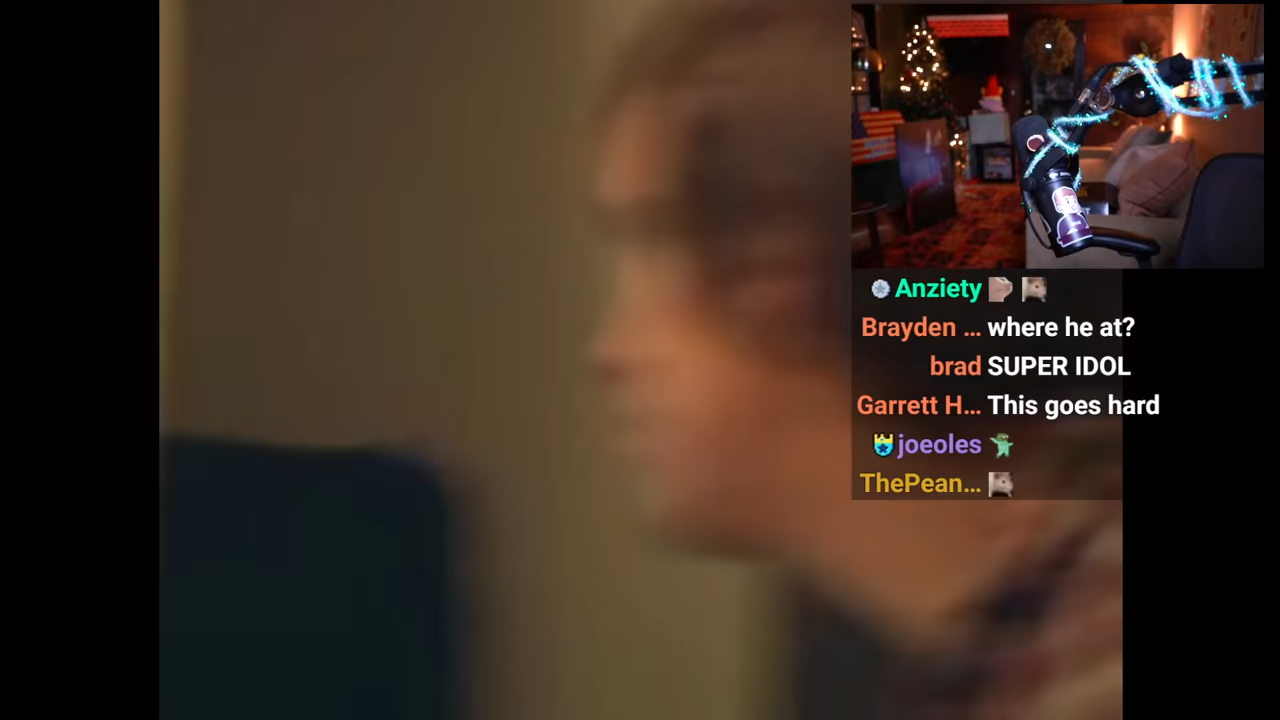 Anziety
Brayden ... where he at?
brad SUPER IDOL
Garrett H... This goes hard
joeoles
ThePean...